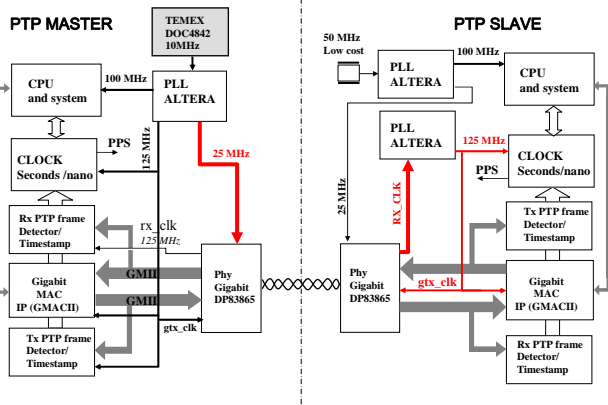 PTP MASTER
TEMEX
DOC4842
10MHz
PLL
ALTERA
100 MHz
CPU
and system
PPS
CLOCK
Seconds /nano
125 MHz
25 MHz
Rx PTP frame
Detector/
Timestamp
rx_clk
125 MHz
GMII
GMII
Gigabit
MAC
IP (GMACII)
Phy
Gigabit
DP83865
gtx_clk
Tx PTP frame
Detector/
Timestamp
PTP SLAVE
50 MHz
Low cost
PLL
ALTERA
100 MHz
CPU
and system
PLL
ALTERA
125 MHz
CLOCK
Seconds/nano
PPS
25 MHz
RX_CLK
Tx PTP frame
Detector/
Timestamp
Phy
Gigabit
DP83865
gtx_clk
Gigabit
MAC
IP (GMACII)
Rx PTP frame
Detector/
Timestamp